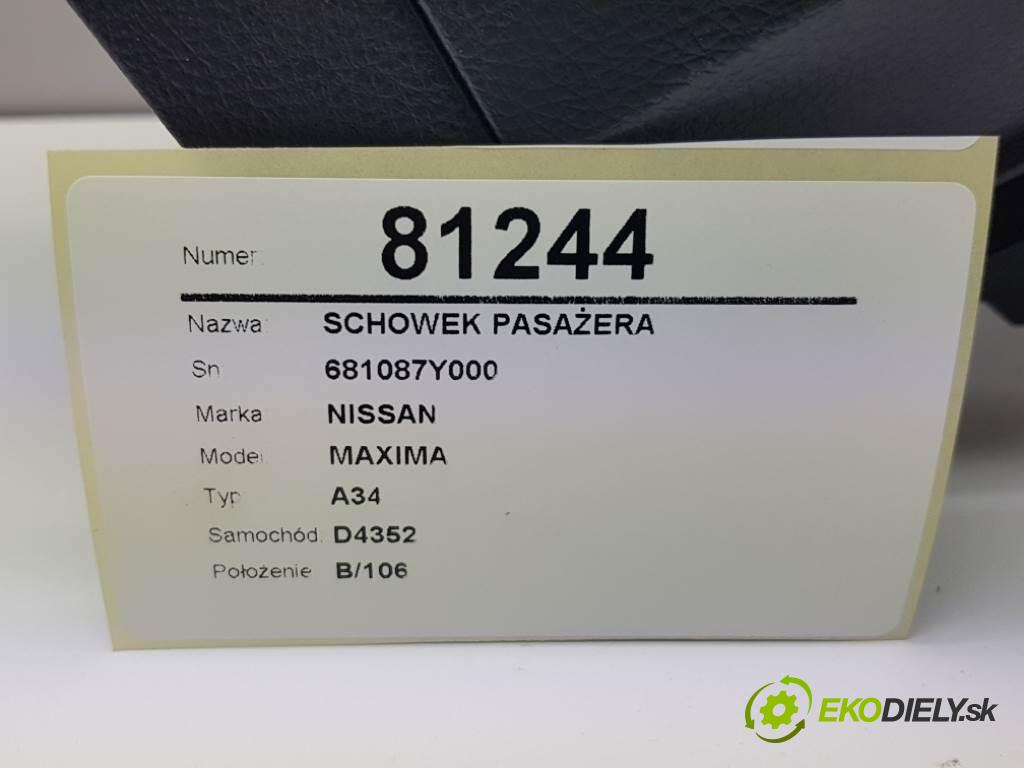 Numer 81244
Nazwa SCHOWEK PASAŻERA
Sn 681087Y000
Marka NISSAN
Model MAXIMA
Typ A34
Samochód. D4352
Położenie B/106
EKODIELY.sk